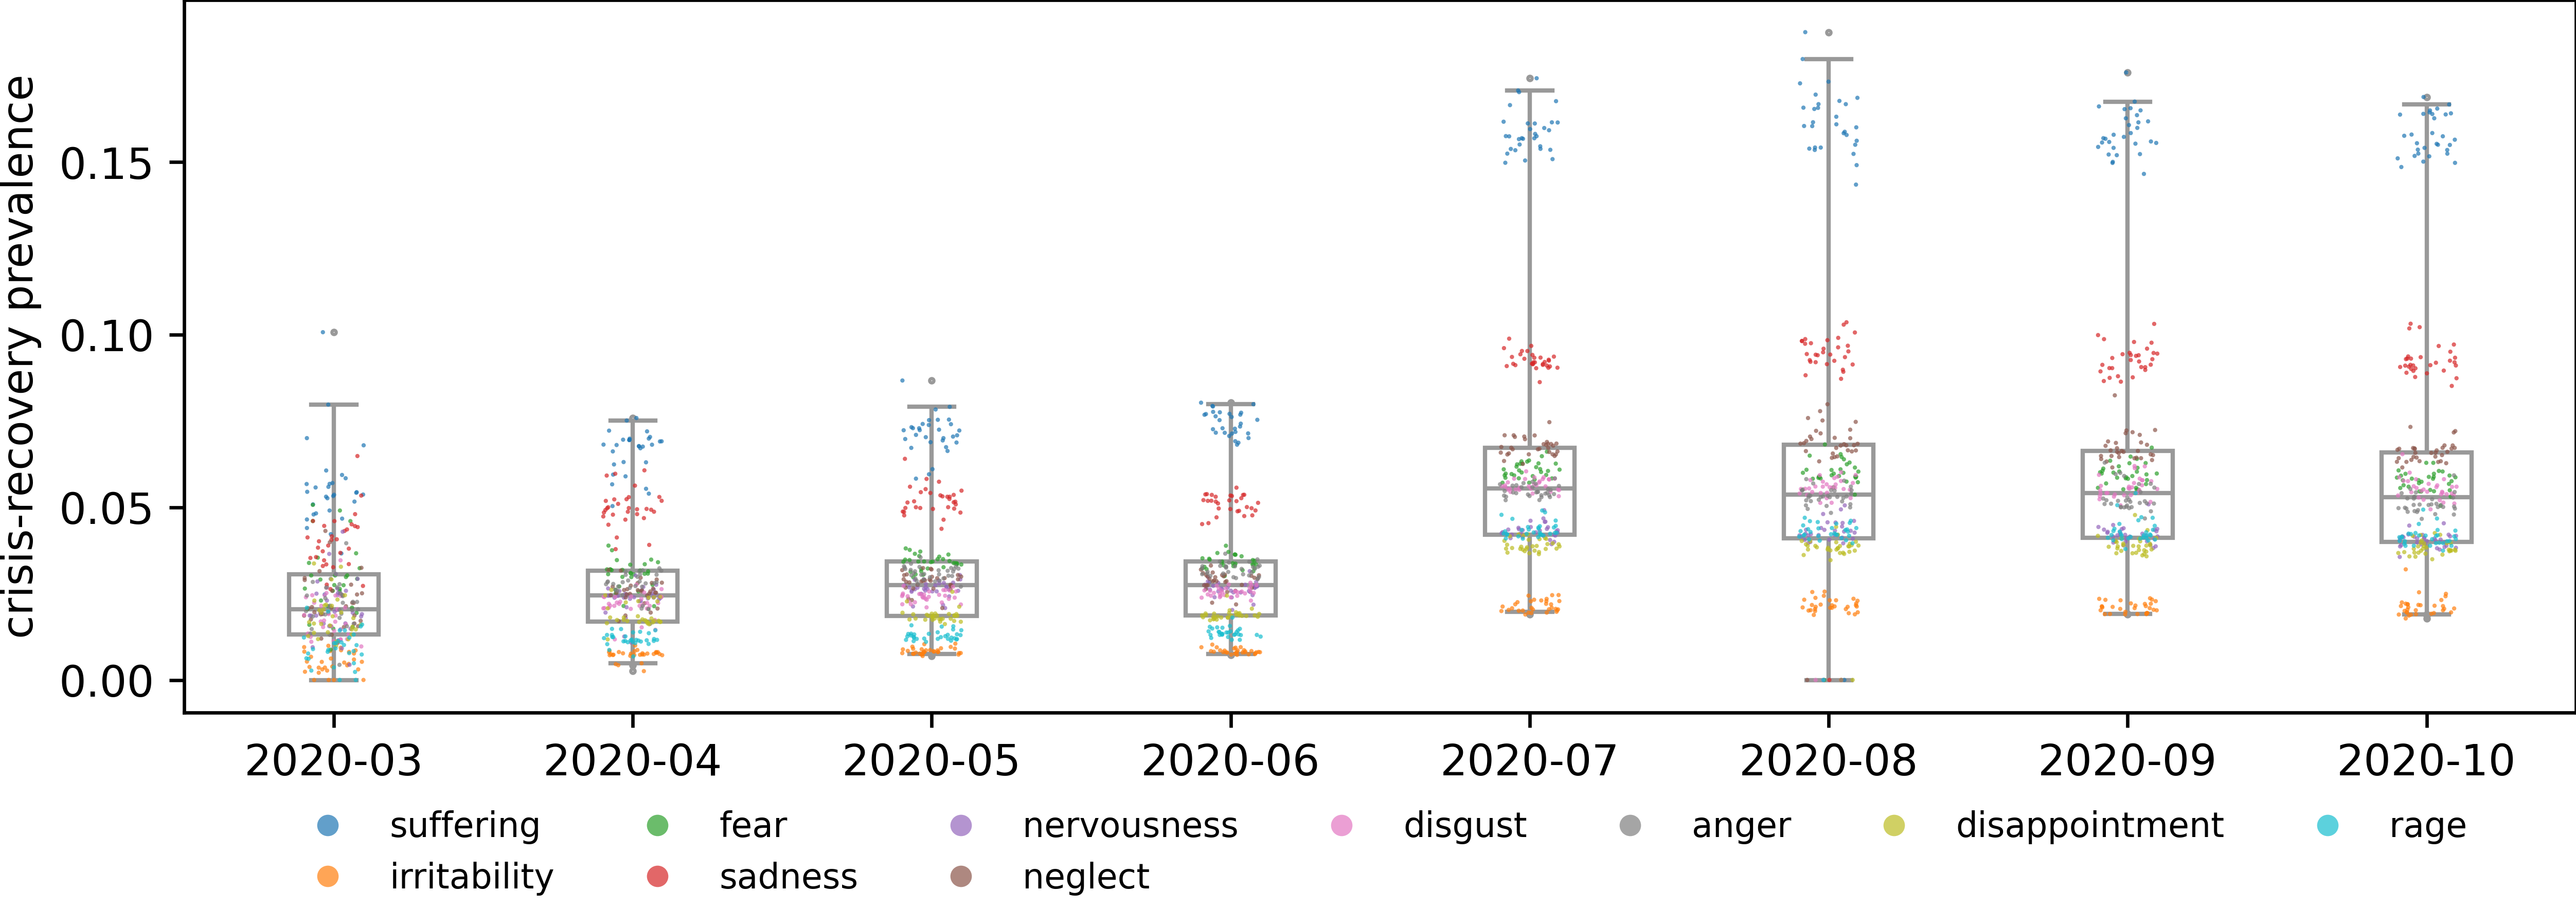 crisis-recovery prevalence
0.15
0.10
0.05
0.00
2020-03 2020-04 2020-05 2020-06 2020-07 2020-08 2020-09 2020-10
suffering fear nervousness disgust anger disappointment rage
irritability sadness neglect